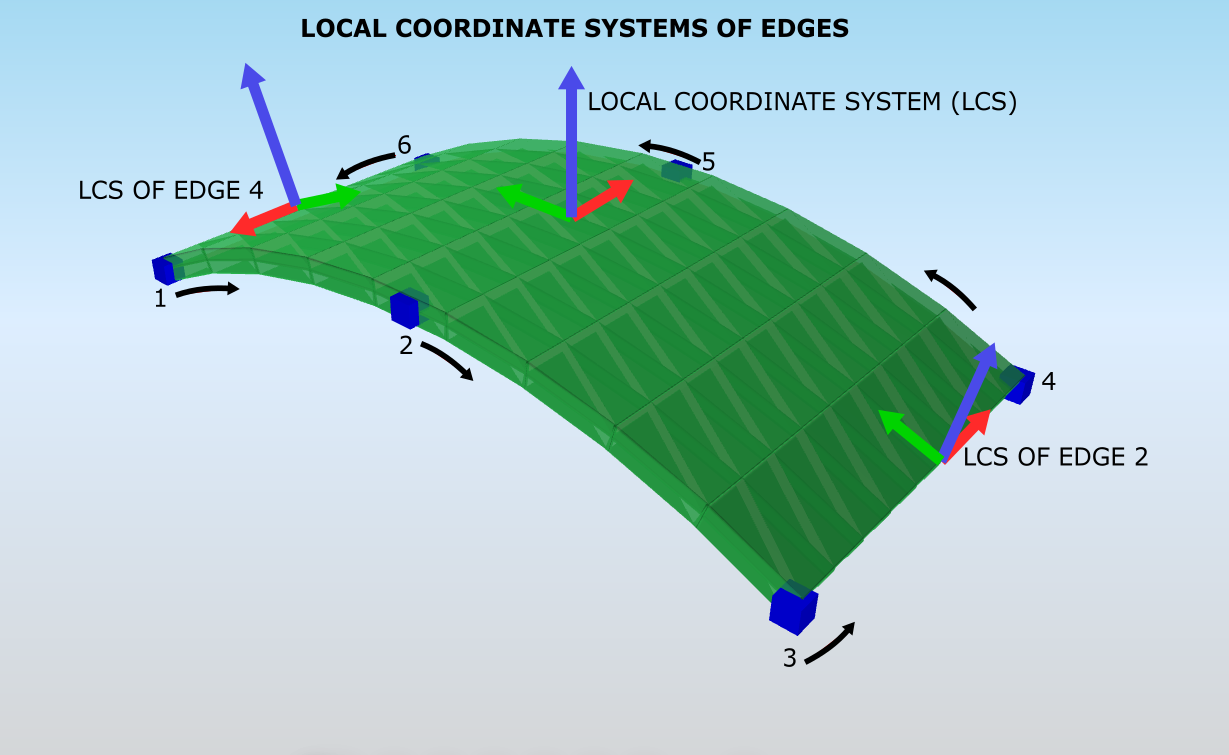 LOCAL COORDINATE SYSTEMS OF EDGES
LOCAL COORDINATE SYSTEM (LCS)
6
5
LCS OF EDGE 4
1
2
4
LCS OF EDGE 2
3